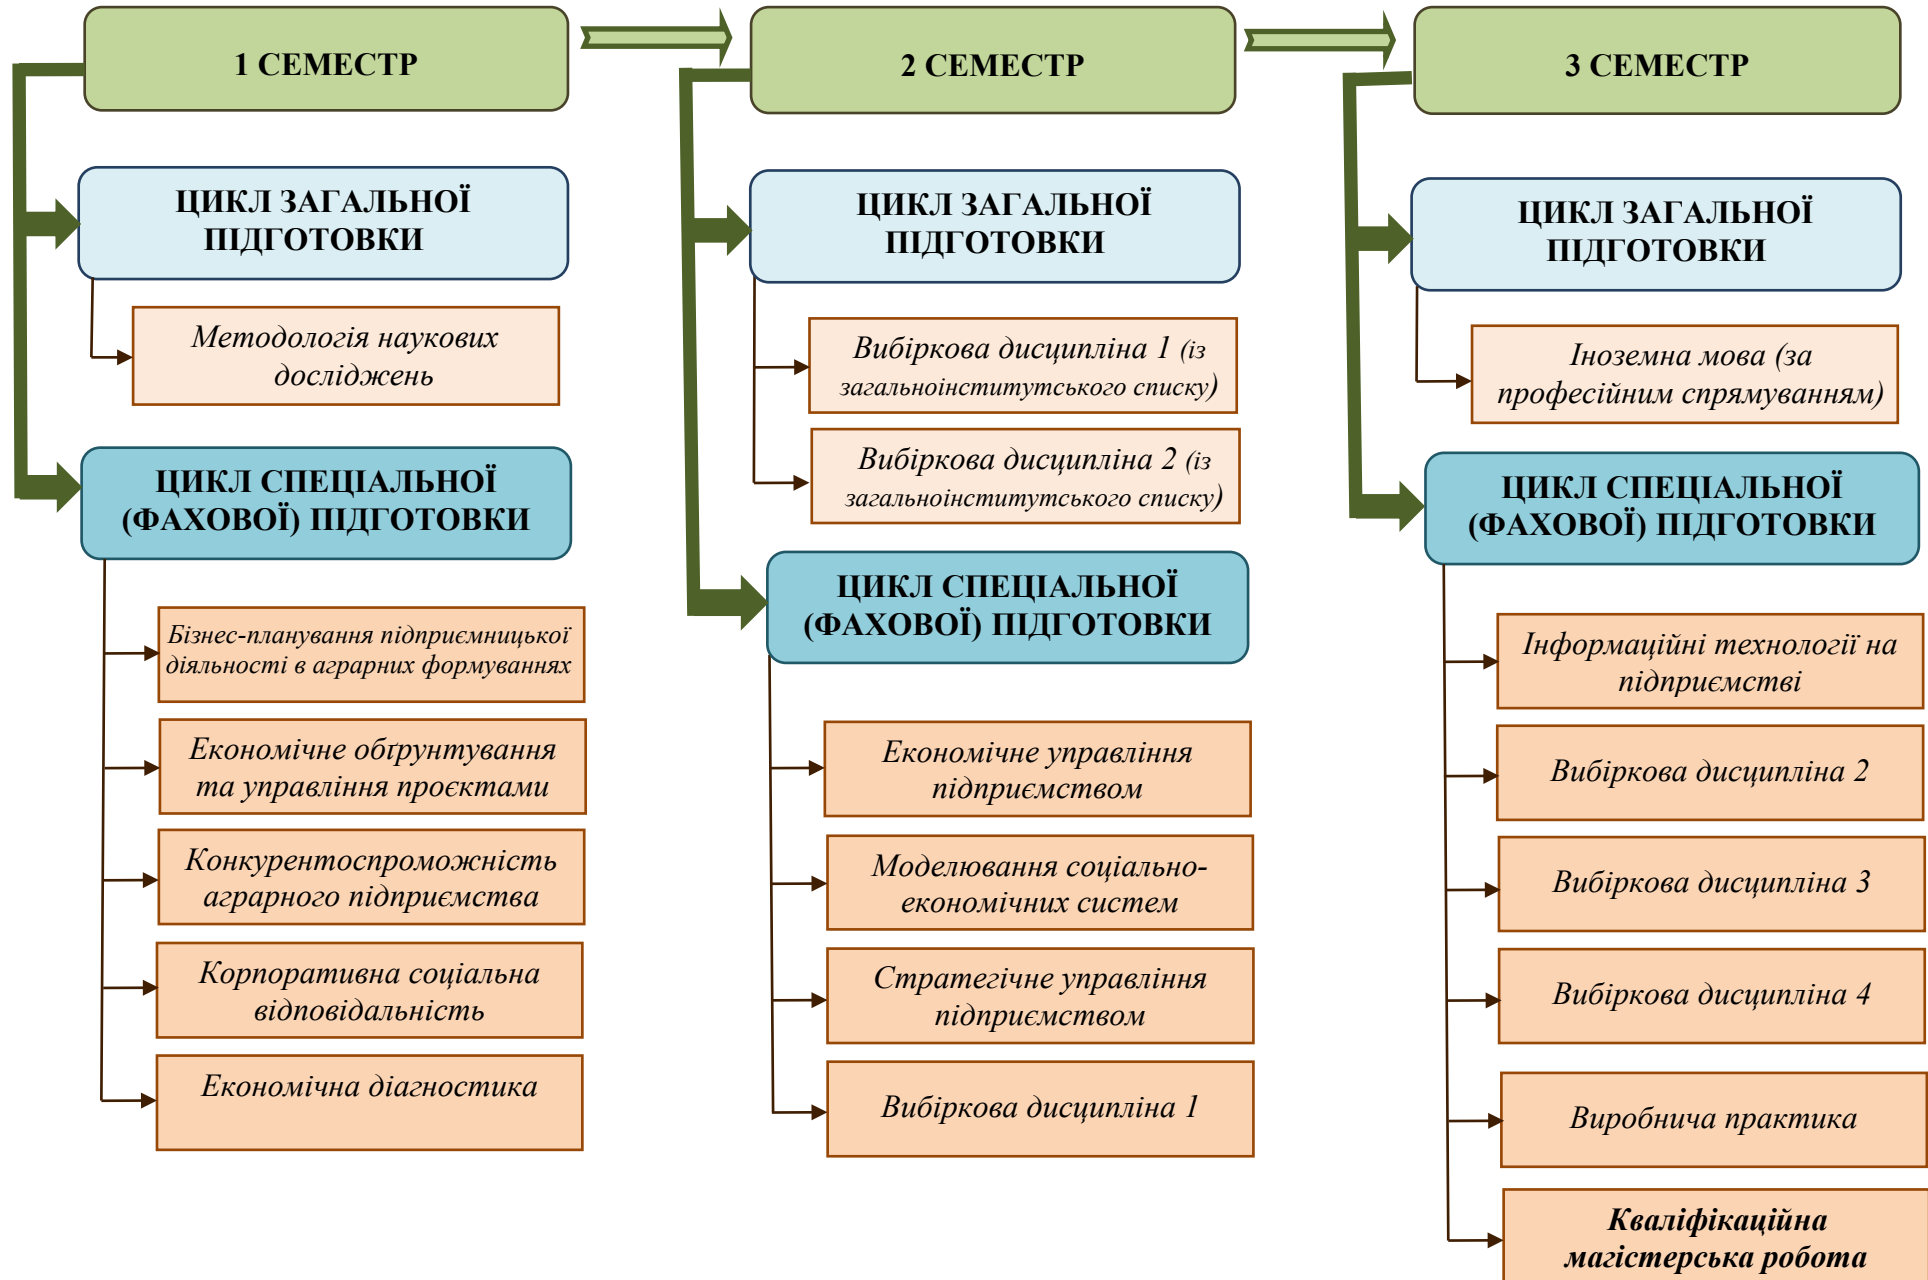 1 СЕМЕСТР
ЦИКЛ ЗАГАЛЬНОЇ
ПІДГОТОВКИ
Методологія наукових
досліджень
ЦИКЛ СПЕЦІАЛЬНОЇ
(ФАХОВОЇ) ПІДГОТОВКИ
Бізнес-планування підприємницької
діяльності в аграрних формуваннях
Економічне обґрунтування
та управління проєктами
Конкурентоспроможність
аграрного підприємства
Корпоративна соціальна
відповідальність
Економічна діагностика
2 СЕМЕСТР
ЦИКЛ ЗАГАЛЬНОЇ
ПІДГОТОВКИ
Вибіркова дисципліна 1 (із
загальноінститутського списку)
Вибіркова дисципліна 2 (із
загальноінститутського списку)
ЦИКЛ СПЕЦІАЛЬНОЇ
(ФАХОВОЇ) ПІДГОТОВКИ
Економічне управління
підприємством
Моделювання соціально-
економічних систем
Стратегічне управління
підприємством
Вибіркова дисципліна 1
3 СЕМЕСТР
ЦИКЛ ЗАГАЛЬНОЇ
ПІДГОТОВКИ
Іноземна мова (за
професійним спрямуванням)
ЦИКЛ СПЕЦІАЛЬНОЇ
(ФАХОВОЇ) ПІДГОТОВКИ
Інформаційні технології на
підприємстві
Вибіркова дисципліна 2
Вибіркова дисципліна 3
Вибіркова дисципліна 4
Виробнича практика
Кваліфікаційна
магістерська робота